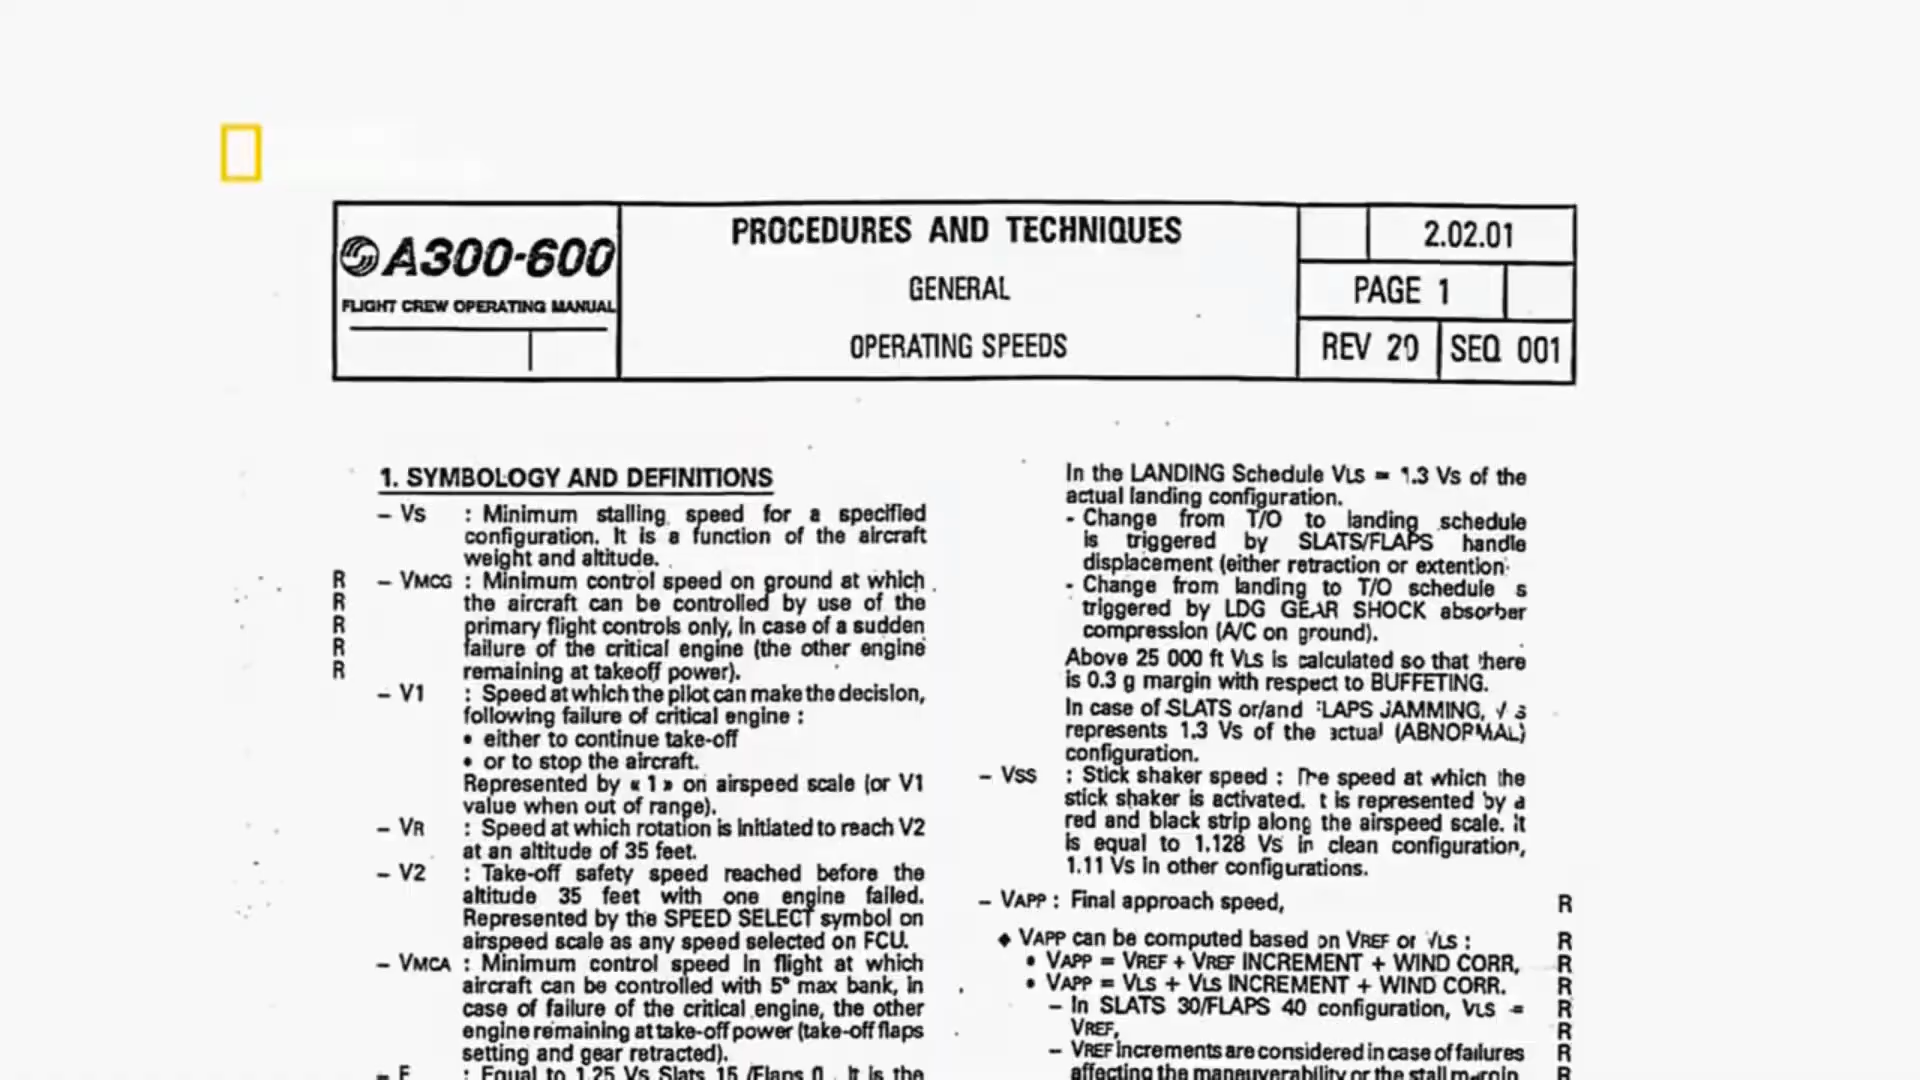 A300-600
FLIGHT CREW OPERATING MANUAL
PROCEDURES AND TECHNIQUES
GENERAL
OPERATING SPEEDS
2.02.01
PAGE 1
REV 20
SEQ 001
1. SYMBOLOGY AND DEFINITIONS
– VS : Minimum stalling speed for a specified
configuration. It is a function of the aircraft
weight and altitude.
R – VMCG : Minimum control speed on ground at which
R the aircraft can be controlled by use of the
R primary flight controls only, in case of a sudden
R failure of the critical engine (the other engine
R remaining at takeoff power).
– V1 : Speed at which the pilot can make the decision,
following failure of critical engine :
• either to continue take-off
• or to stop the aircraft.
Represented by « 1 » on airspeed scale (or V1
value when out of range).
– VR : Speed at which rotation is initiated to reach V2
at an altitude of 35 feet.
– V2 : Take-off safety speed reached before the
altitude 35 feet with one engine failed.
Represented by the SPEED SELECT symbol on
airspeed scale as any speed selected on FCU.
– VMCA : Minimum control speed in flight at which
aircraft can be controlled with 5° max bank, in
case of failure of the critical engine, the other
engine remaining at take-off power (take-off flaps
setting and gear retracted).
– F : Equal to 1.25 Vs Slats 15 /Flaps 0 . It is the
In the LANDING Schedule VLS = 1.3 Vs of the
actual landing configuration.
- Change from T/O to landing schedule
is triggered by SLATS/FLAPS handle
displacement (either retraction or extention
- Change from landing to T/O schedule s
triggered by LDG GEAR SHOCK absorber
compression (A/C on ground).
Above 25 000 ft VLS is calculated so that there
is 0.3 g margin with respect to BUFFETING.
In case of SLATS or/and FLAPS JAMMING,
represents 1.3 Vs of the actual (ABNORMAL)
configuration.
– VSS : Stick shaker speed : The speed at which the
stick shaker is activated. t is represented by a
red and black strip along the airspeed scale. It
is equal to 1.128 Vs in clean configuration,
1.11 Vs in other configurations.
– VAPP : Final approach speed, R
♦ VAPP can be computed based on VREF or VLS : R
• VAPP = VREF + VREF INCREMENT + WIND CORR, R
• VAPP = VLS + VLS INCREMENT + WIND CORR. R
– In SLATS 30/FLAPS 40 configuration, VLS = R
VREF, R
– VREF increments are considered in case of failures R
affecting the maneuverability or the stall margin R